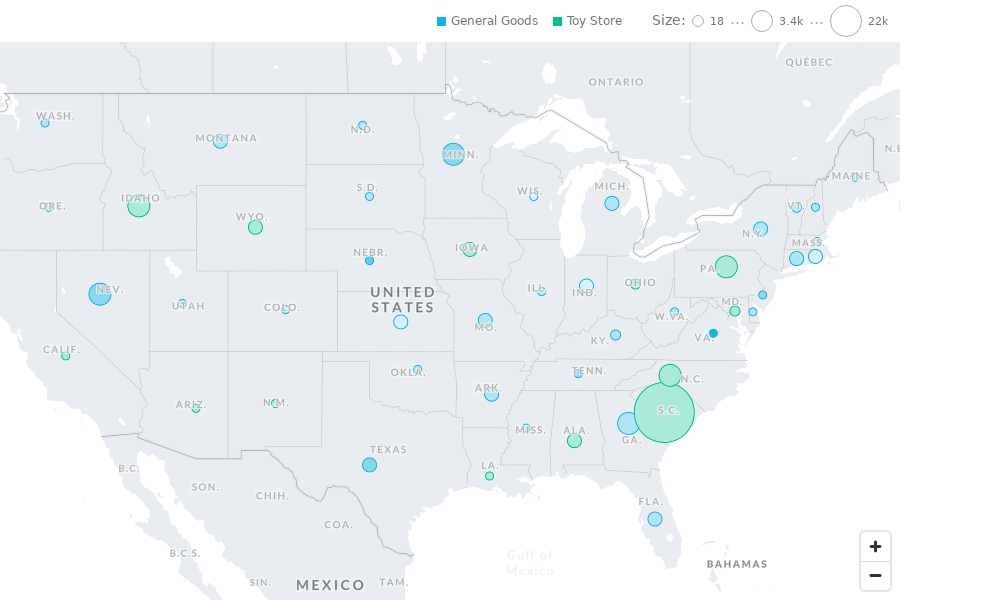 General Goods Toy Store Size: 18 ... 3.4k ... 22k
QUÉBEC
ONTARIO
WASH.
MONTANA
N.D.
MINN.
N.E
MAINE
ORE.
IDAHO
WYO.
S.D.
WIS.
MICH.
VT.
N.Y.
MASS.
NEBR.
IOWA
PA.
NEV.
UTAH
COLO.
UNITED
STATES
ILL.
IND.
OHIO
MD.
W.VA.
VA.
CALIF.
MO.
KY.
OKLA.
TENN.
N.C.
ARIZ.
N.M.
ARK.
S.C.
MISS.
ALA.
GA.
TEXAS
LA.
FLA.
B.C.
SON.
CHIH.
COA.
B.C.S.
Gulf of
Mexico
BAHAMAS
SIN.
MEXICO
TAM.
+
−